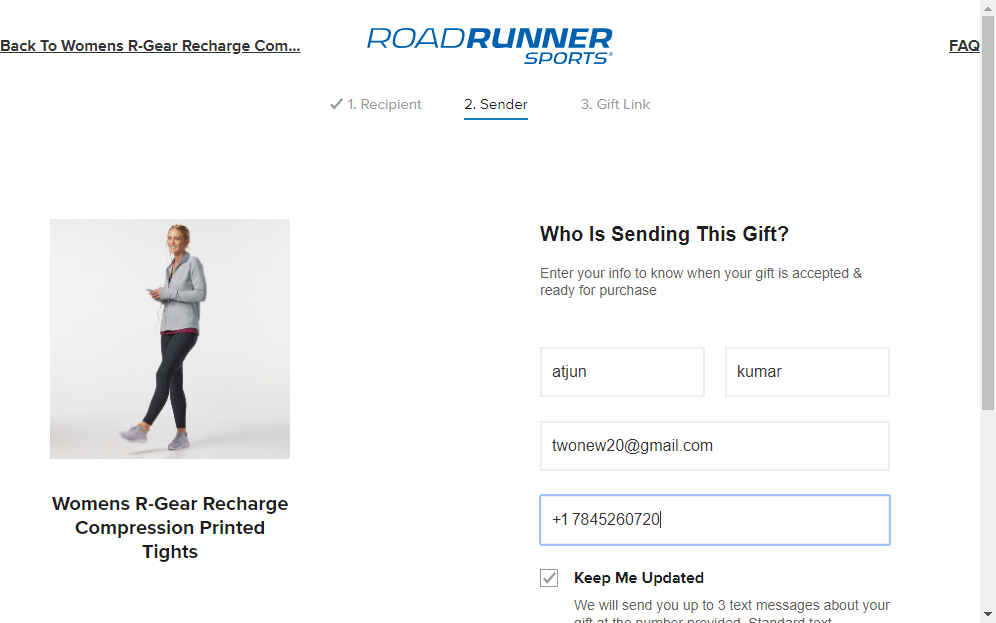 Back To Womens R-Gear Recharge Com...
ROADRUNNER
SPORTS
FAQ
1. Recipient
2. Sender
3. Gift Link
Who Is Sending This Gift?
Enter your info to know when your gift is accepted &
ready for purchase
atjun
kumar
twonew20@gmail.com
+1 7845260720
Womens R-Gear Recharge
Compression Printed
Tights
Keep Me Updated
We will send you up to 3 text messages about your
gift at the number provided. Standard text